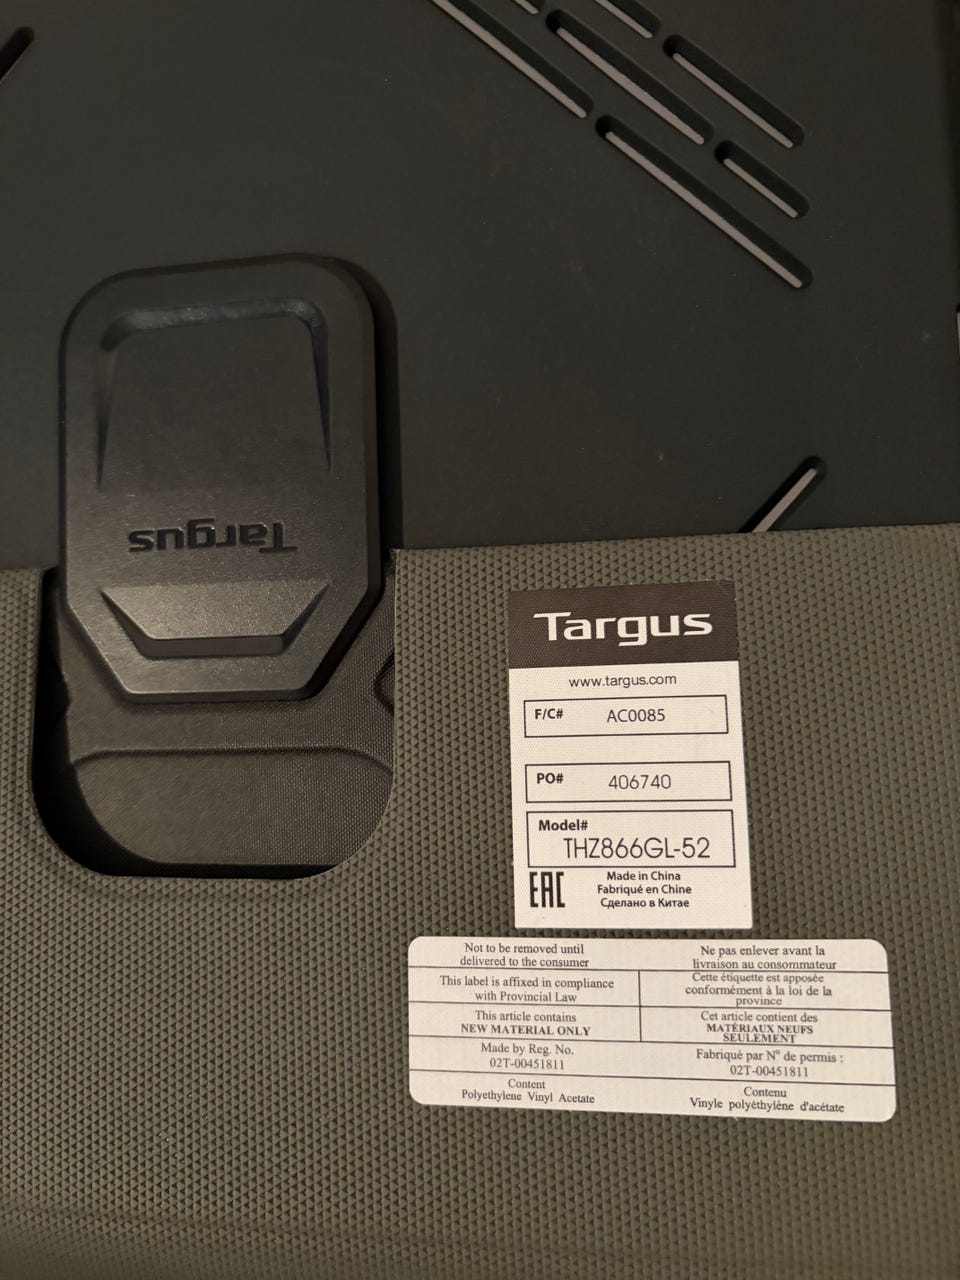 Targus
Targus
www.targus.com
F/C# AC0085
PO# 406740
Model#
THZ866GL-52
EAC
Made in China
Fabriqué en Chine
Сделано в Китае
Not to be removed until
delivered to the consumer
Ne pas enlever avant la
livraison au consommateur
This label is affixed in compliance
with Provincial Law
Cette étiquette est apposée
conformément à la loi de la
province
This article contains
NEW MATERIAL ONLY
Cet article contient des
MATÉRIAUX NEUFS
SEULEMENT
Made by Reg. No.
02T-00451811
Fabriqué par N° de permis :
02T-00451811
Content
Polyethylene Vinyl Acetate
Contenu
Vinyle polyéthylène d'acétate